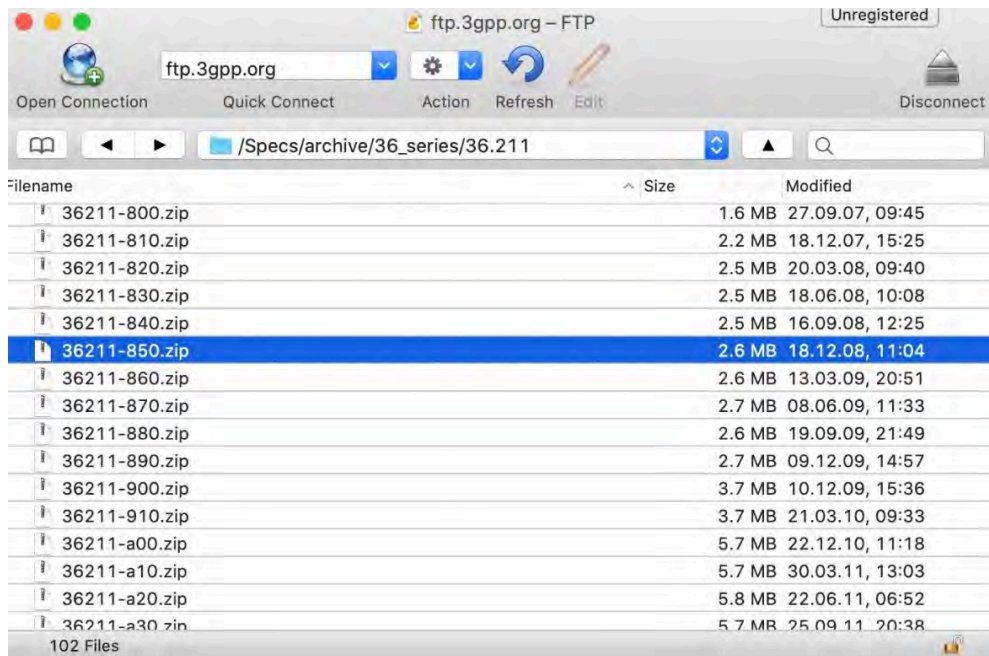 ftp.3gpp.org – FTP
Unregistered
ftp.3gpp.org
Open Connection Quick Connect Action Refresh Edit Disconnect
/Specs/archive/36_series/36.211
Filename Size Modified
36211-800.zip 1.6 MB 27.09.07, 09:45
36211-810.zip 2.2 MB 18.12.07, 15:25
36211-820.zip 2.5 MB 20.03.08, 09:40
36211-830.zip 2.5 MB 18.06.08, 10:08
36211-840.zip 2.5 MB 16.09.08, 12:25
36211-850.zip 2.6 MB 18.12.08, 11:04
36211-860.zip 2.6 MB 13.03.09, 20:51
36211-870.zip 2.7 MB 08.06.09, 11:33
36211-880.zip 2.6 MB 19.09.09, 21:49
36211-890.zip 2.7 MB 09.12.09, 14:57
36211-900.zip 3.7 MB 10.12.09, 15:36
36211-910.zip 3.7 MB 21.03.10, 09:33
36211-a00.zip 5.7 MB 22.12.10, 11:18
36211-a10.zip 5.7 MB 30.03.11, 13:03
36211-a20.zip 5.8 MB 22.06.11, 06:52
36211-a30.zip 5.7 MB 25.09.11, 20:38
102 Files